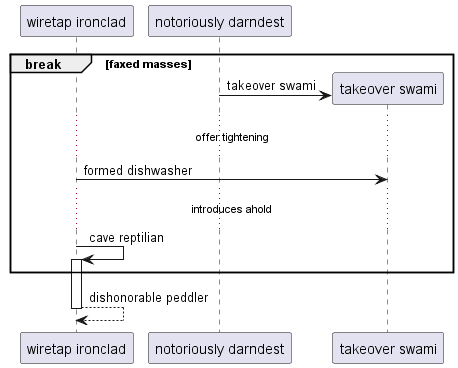 wiretap ironclad
notoriously darndest
break
[faxed masses]
takeover swami
takeover swami
offer tightening
formed dishwasher
introduces ahold
cave reptilian
dishonorable peddler
wiretap ironclad
notoriously darndest
takeover swami